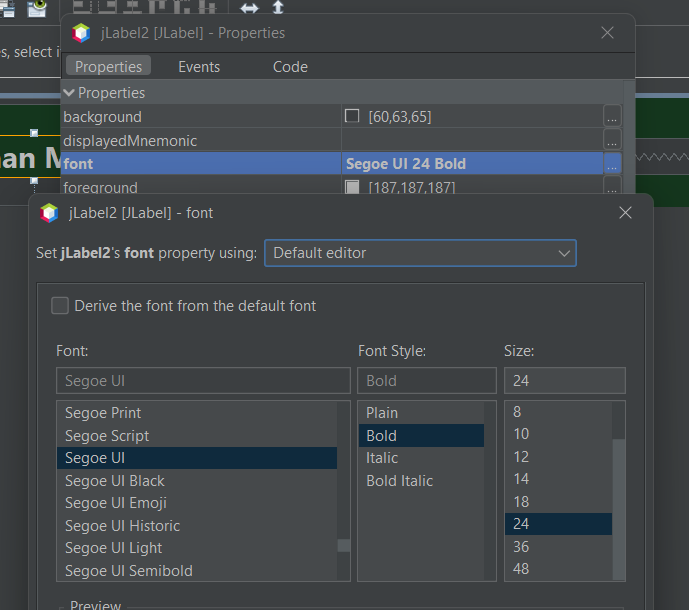 jLabel2 [JLabel] - Properties
s, select i
Properties Events Code
Properties
background [60,63,65] ...
displayedMnemonic ...
an M
font Segoe UI 24 Bold ...
foreground [187,187,187] ...
jLabel2 [JLabel] - font
Set jLabel2's font property using: Default editor
Derive the font from the default font
Font: Font Style: Size:
Segoe UI Bold 24
Segoe Print Plain 8
Segoe Script Bold 10
Segoe UI Italic 12
Segoe UI Black Bold Italic 14
Segoe UI Emoji 18
Segoe UI Historic 24
Segoe UI Light 36
Segoe UI Semibold 48
Preview